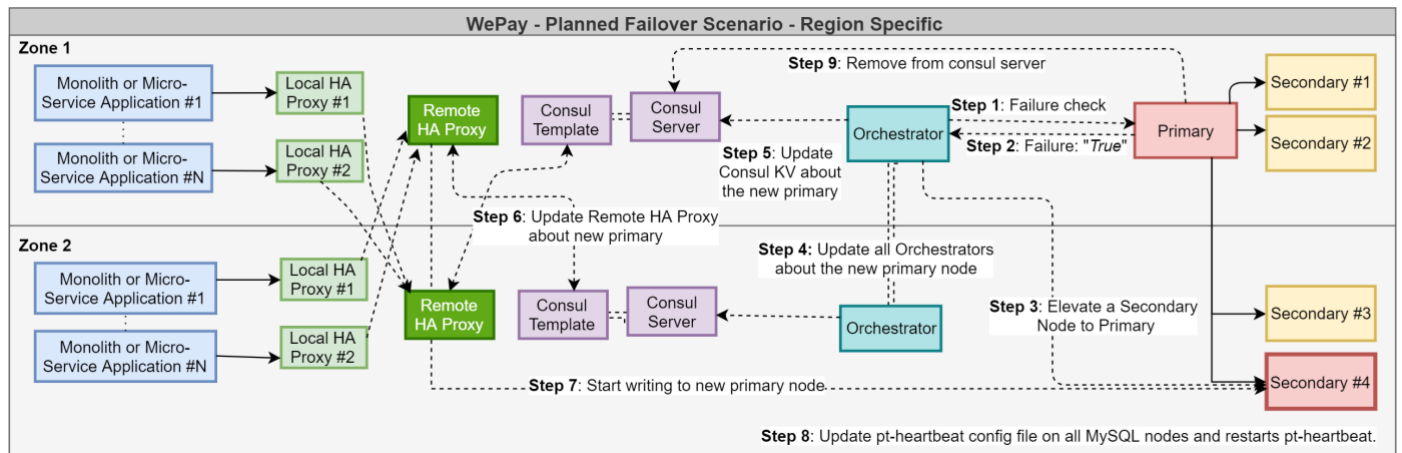 WePay - Planned Failover Scenario - Region Specific
Zone 1
Monolith or Micro-
Service Application #1
Local HA
Proxy #1
Monolith or Micro-
Service Application #N
Local HA
Proxy #2
Remote
HA Proxy
Consul
Template
Consul
Server
Step 9: Remove from consul server
Orchestrator
Step 1: Failure check
Step 2: Failure: "True"
Primary
Secondary #1
Secondary #2
Step 5: Update
Consul KV about
the new primary
Step 6: Update Remote HA Proxy
about new primary
Zone 2
Monolith or Micro-
Service Application #1
Local HA
Proxy #1
Monolith or Micro-
Service Application #N
Local HA
Proxy #2
Remote
HA Proxy
Consul
Template
Consul
Server
Step 4: Update all Orchestrators
about the new primary node
Orchestrator
Step 3: Elevate a Secondary
Node to Primary
Secondary #3
Secondary #4
Step 7: Start writing to new primary node
Step 8: Update pt-heartbeat config file on all MySQL nodes and restarts pt-heartbeat.